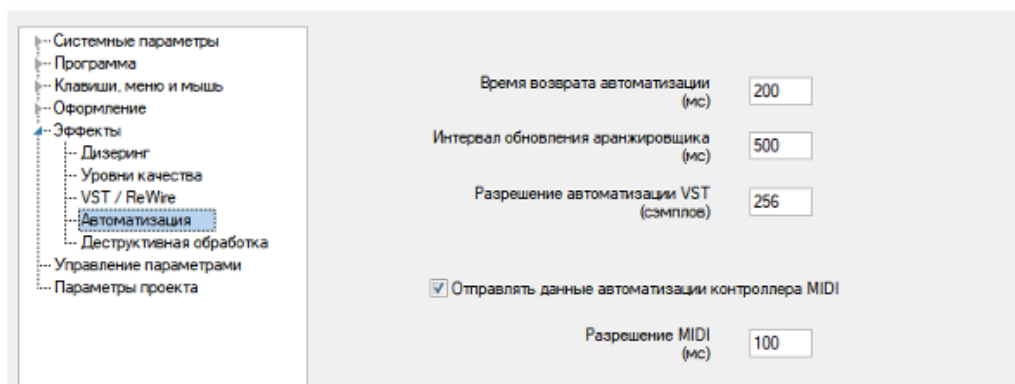 Системные параметры
Программа
Клавиши, меню и мышь
Оформление
Эффекты
Дизеринг
Уровни качества
VST / ReWire
Автоматизация
Деструктивная обработка
Управление параметрами
Параметры проекта
Время возврата автоматизации
(мс)
200
Интервал обновления аранжировщика
(мс)
500
Разрешение автоматизации VST
(сэмплов)
256
Отправлять данные автоматизации контроллера MIDI
Разрешение MIDI
(мс)
100